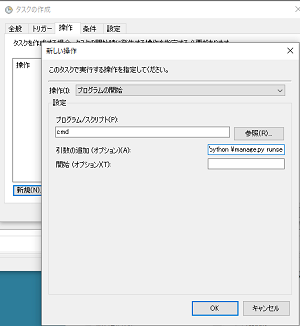 タスクの作成
全般 トリガー 操作 条件 設定
操作
新規(N)
新しい操作
このタスクで実行する操作を指定してください。
操作(I): プログラムの開始
設定
プログラム/スクリプト(P):
cmd
参照(R)...
引数の追加 (オプション)(A):
python ¥manage.py runse
開始 (オプション)(T):
OK
キャンセル